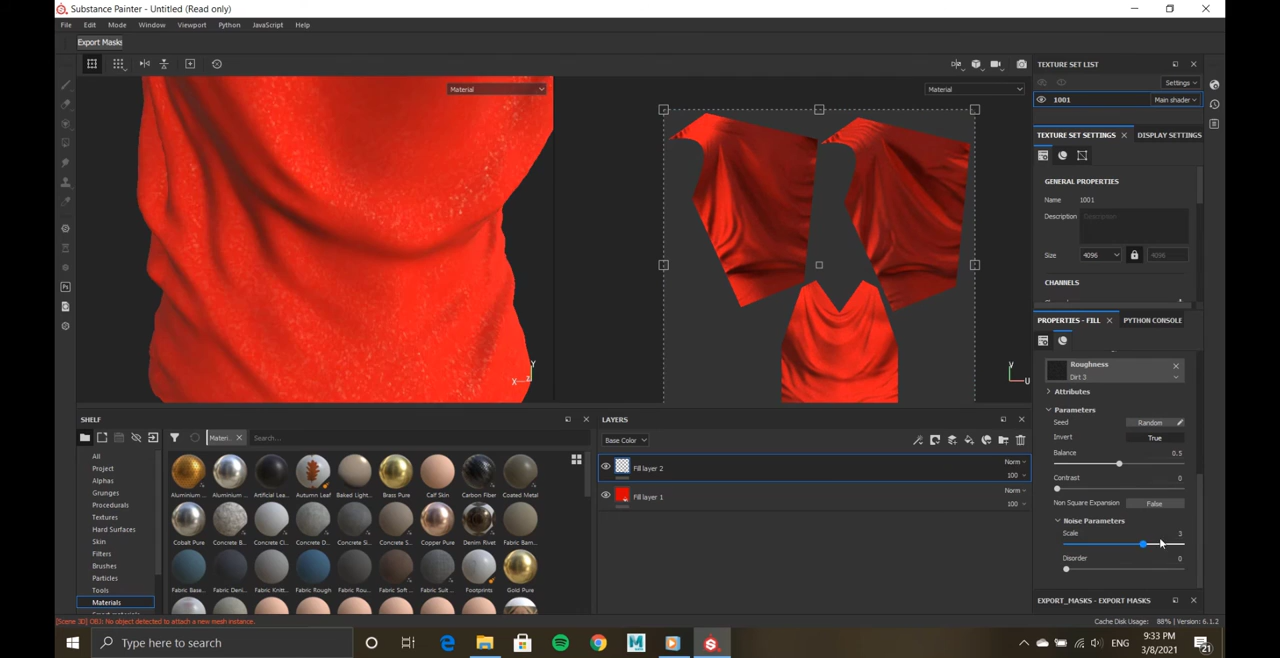 Substance Painter - Untitled (Read only)
File Edit Mode Window Viewport Python JavaScript Help
Export Masks
Material
Material
TEXTURE SET LIST
Settings
1001
Main shader
TEXTURE SET SETTINGS
DISPLAY SETTINGS
GENERAL PROPERTIES
Name 1001
Description Description
Size 4096 4096
CHANNELS
PROPERTIES - FILL
PYTHON CONSOLE
Roughness
Dirt 3
Attributes
Parameters
Seed Random
Invert True
Balance 0.5
Contrast 0
Non Square Expansion False
Noise Parameters
Scale 3
Disorder 0
EXPORT_MASKS - EXPORT MASKS
Cache Disk Usage: 88% | Version: 6.1.2
Y
X
Z
V
U
SHELF
Materi...
Search...
All
Project
Alphas
Grunges
Procedurals
Textures
Hard Surfaces
Skin
Filters
Brushes
Particles
Tools
Materials
Aluminium ... Aluminium ... Artificial Lea... Autumn Leaf Baked Light... Brass Pure Calf Skin Carbon Fiber Coated Metal
Cobalt Pure Concrete B... Concrete Cl... Concrete D... Concrete S... Copper Pure Denim Rivet Fabric Barn...
Fabric Base... Fabric Deni... Fabric Knitt... Fabric Rough Fabric Rou... Fabric Soft ... Fabric Suit ... Footprints Gold Pure
LAYERS
Base Color
Fill layer 2
Norm
100
Fill layer 1
Norm
100
[Scene 3D] OBJ: No object detected to attach a new mesh instance.
Type here to search
ENG
9:33 PM
3/8/2021
21